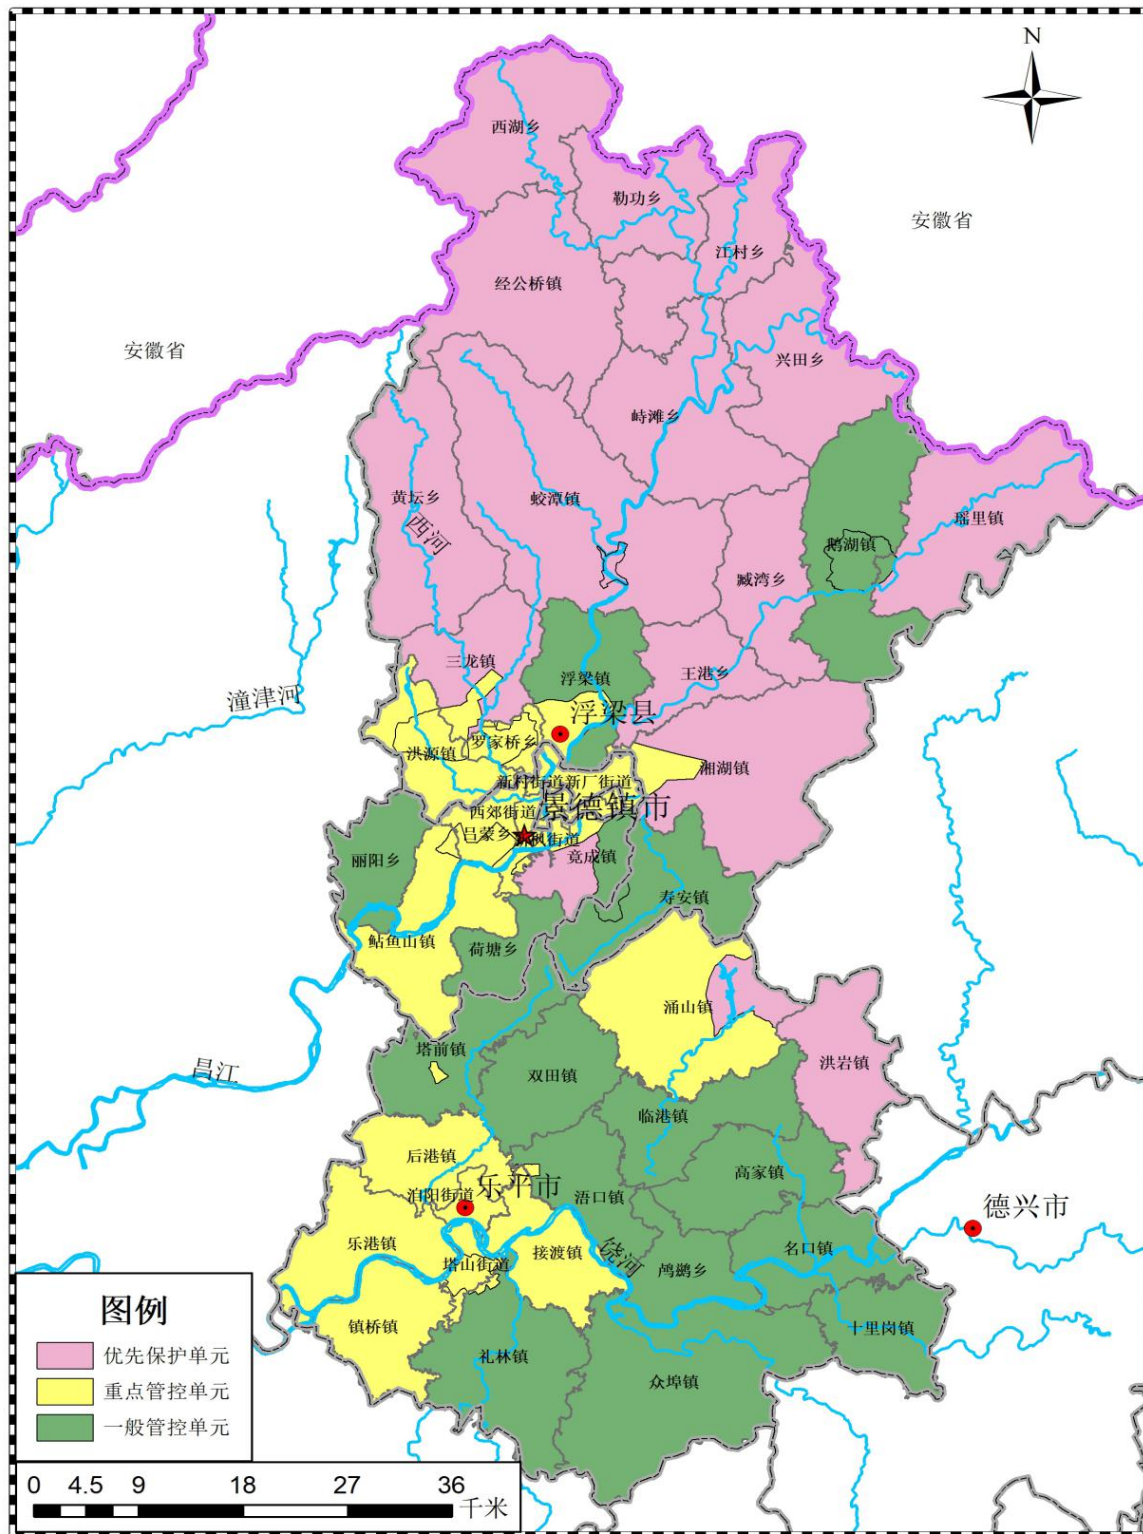 N
西湖乡
勒功乡
安徽省
江村乡
经公桥镇
安徽省
兴田乡
峙滩乡
黄坛乡
蛟潭镇
瑶里镇
西河
鹅湖镇
臧湾乡
三龙镇
王港乡
浮梁镇
潼津河
浮梁县
罗家桥乡
洪源镇
湘湖镇
新村街道
新厂街道
景德镇市
西郊街道
吕蒙乡
枫街道
竟成镇
丽阳乡
寿安镇
鲇鱼山镇
荷塘乡
涌山镇
塔前镇
洪岩镇
昌江
双田镇
临港镇
后港镇
高家镇
乐平市
洎阳街道
浯口镇
德兴市
乐港镇
接渡镇
饶河
名口镇
塔山街道
鸬鹚乡
镇桥镇
十里岗镇
礼林镇
众埠镇
图例
优先保护单元
重点管控单元
一般管控单元
0 4.5 9 18 27 36
千米